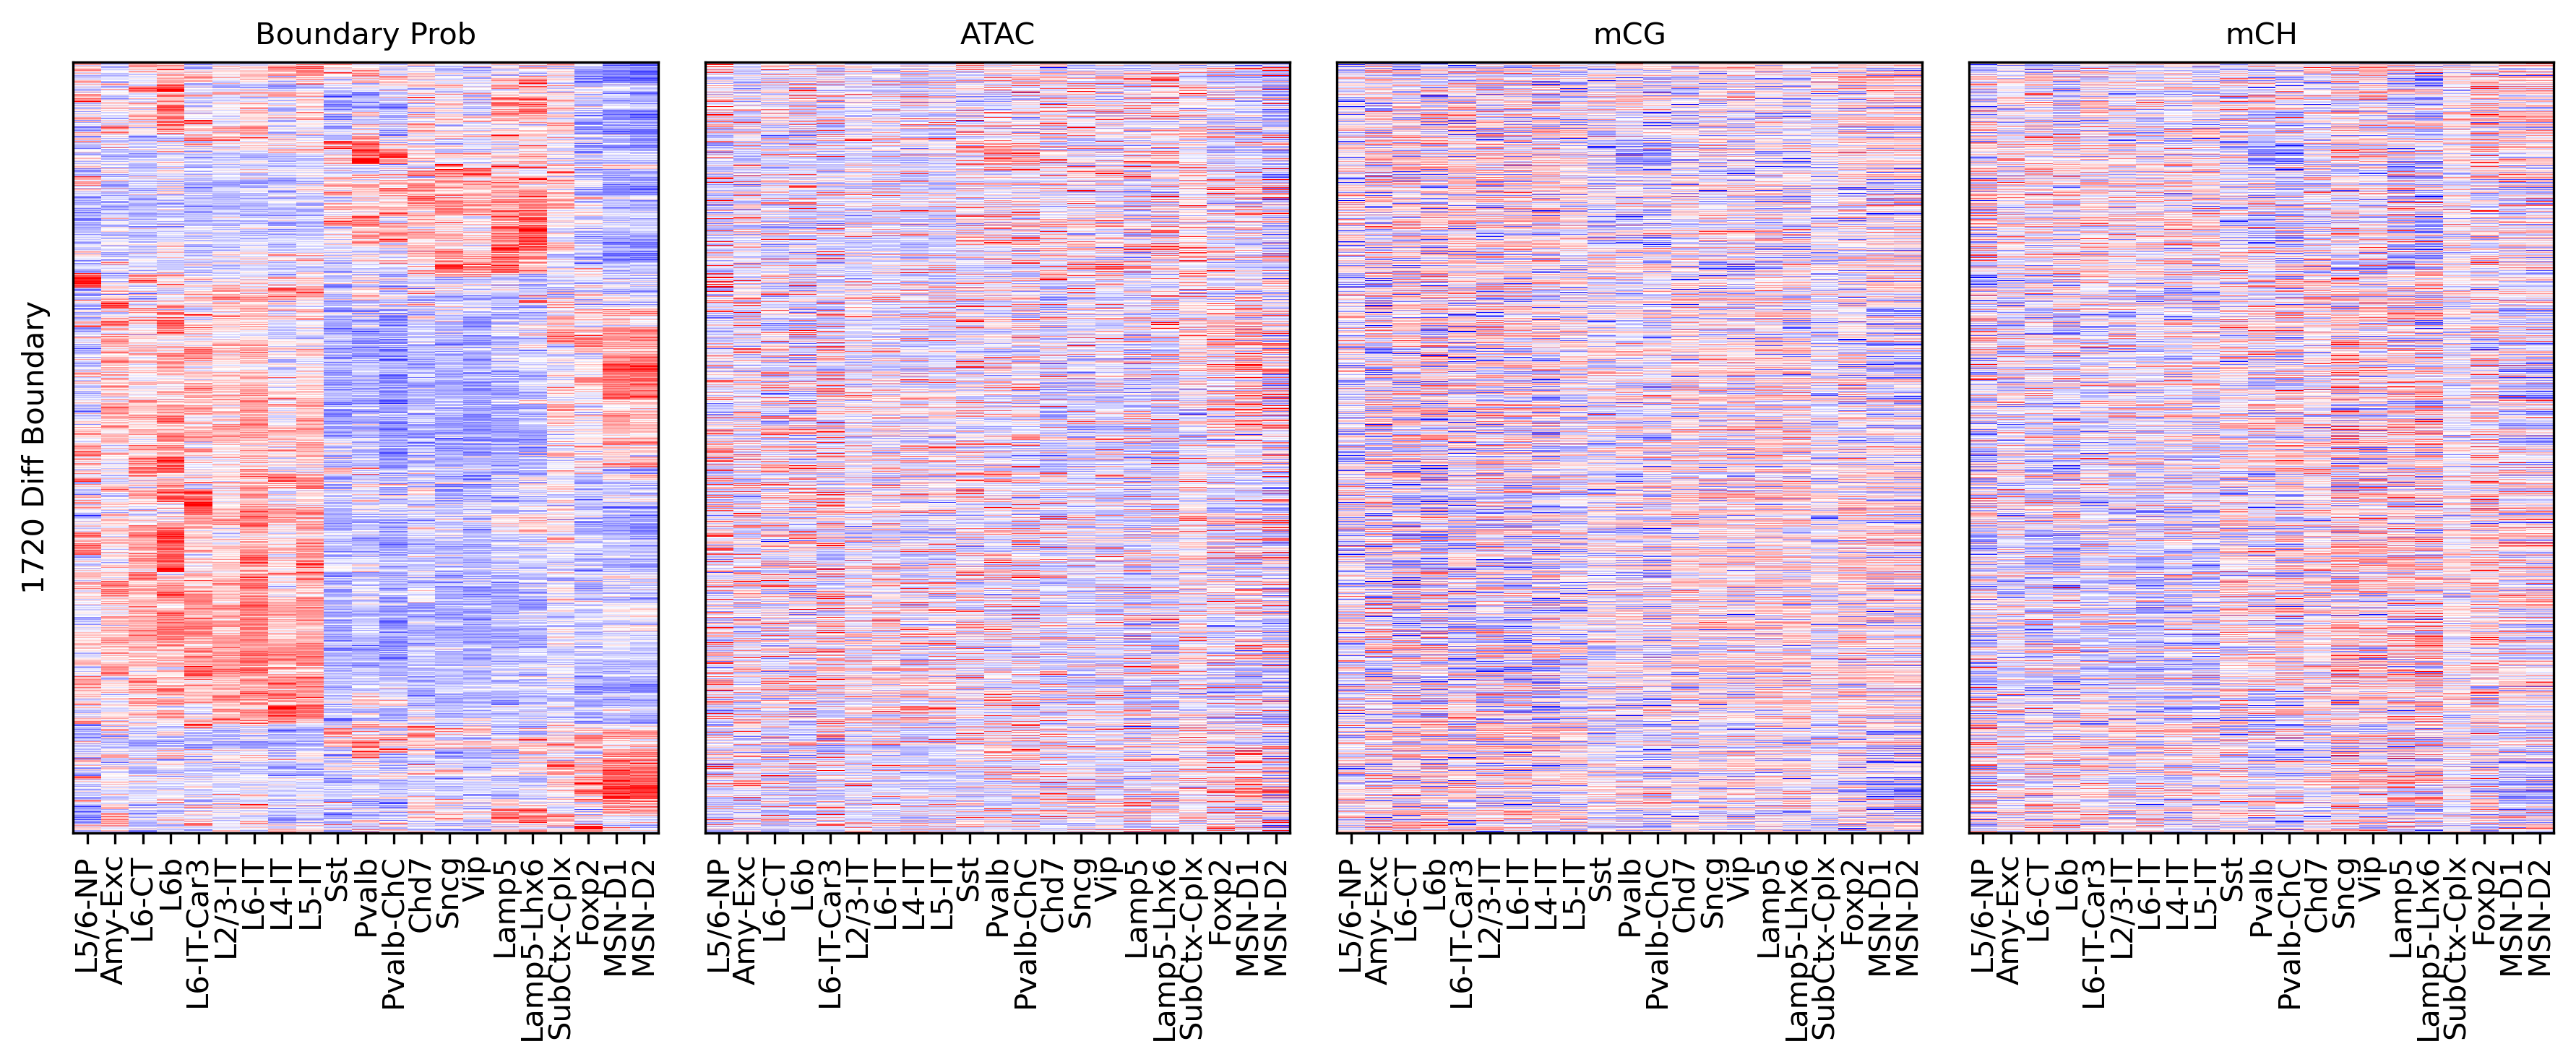 Boundary Prob
ATAC
mCG
mCH
1720 Diff Boundary
L5/6-NP
Amy-Exc
L6-CT
L6b
L6-IT-Car3
L2/3-IT
L6-IT
L4-IT
L5-IT
Sst
Pvalb
Pvalb-ChC
Chd7
Sncg
Vip
Lamp5
Lamp5-Lhx6
SubCtx-Cplx
Foxp2
MSN-D1
MSN-D2
L5/6-NP
Amy-Exc
L6-CT
L6b
L6-IT-Car3
L2/3-IT
L6-IT
L4-IT
L5-IT
Sst
Pvalb
Pvalb-ChC
Chd7
Sncg
Vip
Lamp5
Lamp5-Lhx6
SubCtx-Cplx
Foxp2
MSN-D1
MSN-D2
L5/6-NP
Amy-Exc
L6-CT
L6b
L6-IT-Car3
L2/3-IT
L6-IT
L4-IT
L5-IT
Sst
Pvalb
Pvalb-ChC
Chd7
Sncg
Vip
Lamp5
Lamp5-Lhx6
SubCtx-Cplx
Foxp2
MSN-D1
MSN-D2
L5/6-NP
Amy-Exc
L6-CT
L6b
L6-IT-Car3
L2/3-IT
L6-IT
L4-IT
L5-IT
Sst
Pvalb
Pvalb-ChC
Chd7
Sncg
Vip
Lamp5
Lamp5-Lhx6
SubCtx-Cplx
Foxp2
MSN-D1
MSN-D2